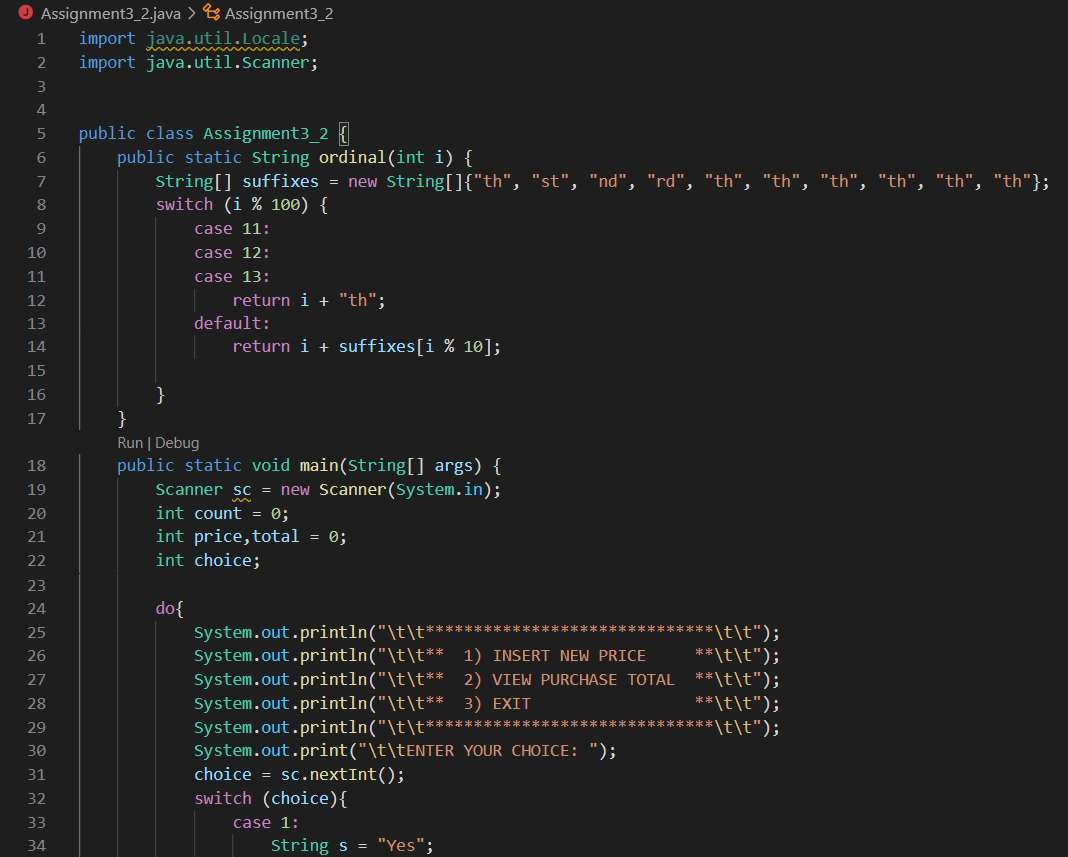 Assignment3_2.java > Assignment3_2
1 import java.util.Locale;
2 import java.util.Scanner;
3
4
5 public class Assignment3_2 {
6     public static String ordinal(int i) {
7         String[] suffixes = new String[]{"th", "st", "nd", "rd", "th", "th", "th", "th", "th", "th"};
8         switch (i % 100) {
9             case 11:
10             case 12:
11             case 13:
12                 return i + "th";
13             default:
14                 return i + suffixes[i % 10];
15
16         }
17     }
Run | Debug
18     public static void main(String[] args) {
19         Scanner sc = new Scanner(System.in);
20         int count = 0;
21         int price,total = 0;
22         int choice;
23
24         do{
25             System.out.println("\t\t******************************\t\t");
26             System.out.println("\t\t**  1) INSERT NEW PRICE     **\t\t");
27             System.out.println("\t\t**  2) VIEW PURCHASE TOTAL  **\t\t");
28             System.out.println("\t\t**  3) EXIT                 **\t\t");
29             System.out.println("\t\t******************************\t\t");
30             System.out.print("\t\tENTER YOUR CHOICE: ");
31             choice = sc.nextInt();
32             switch (choice){
33                 case 1:
34                     String s = "Yes";